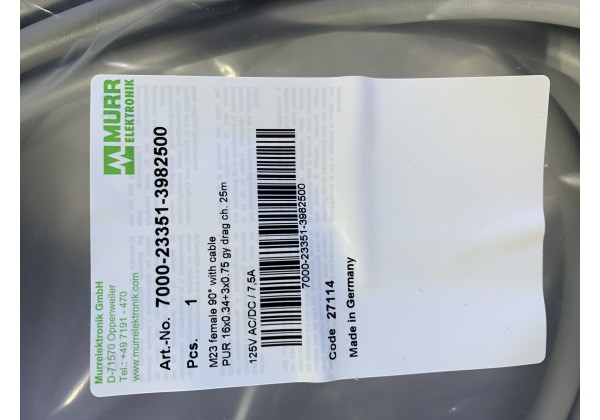 MURR
ELEKTRONIK
Murrelektronik GmbH
D-71570 Oppenweiler
Tel.: +49 7191 - 470
www.murrelektronik.com
Art.-No. 7000-23351-3982500
Pcs. 1
M23 female 90° with cable
PUR 16x0.34+3x0.75 gy drag ch. 25m
125V AC/DC / 7,5A
7000-23351-3982500
Code 27114
Made in Germany